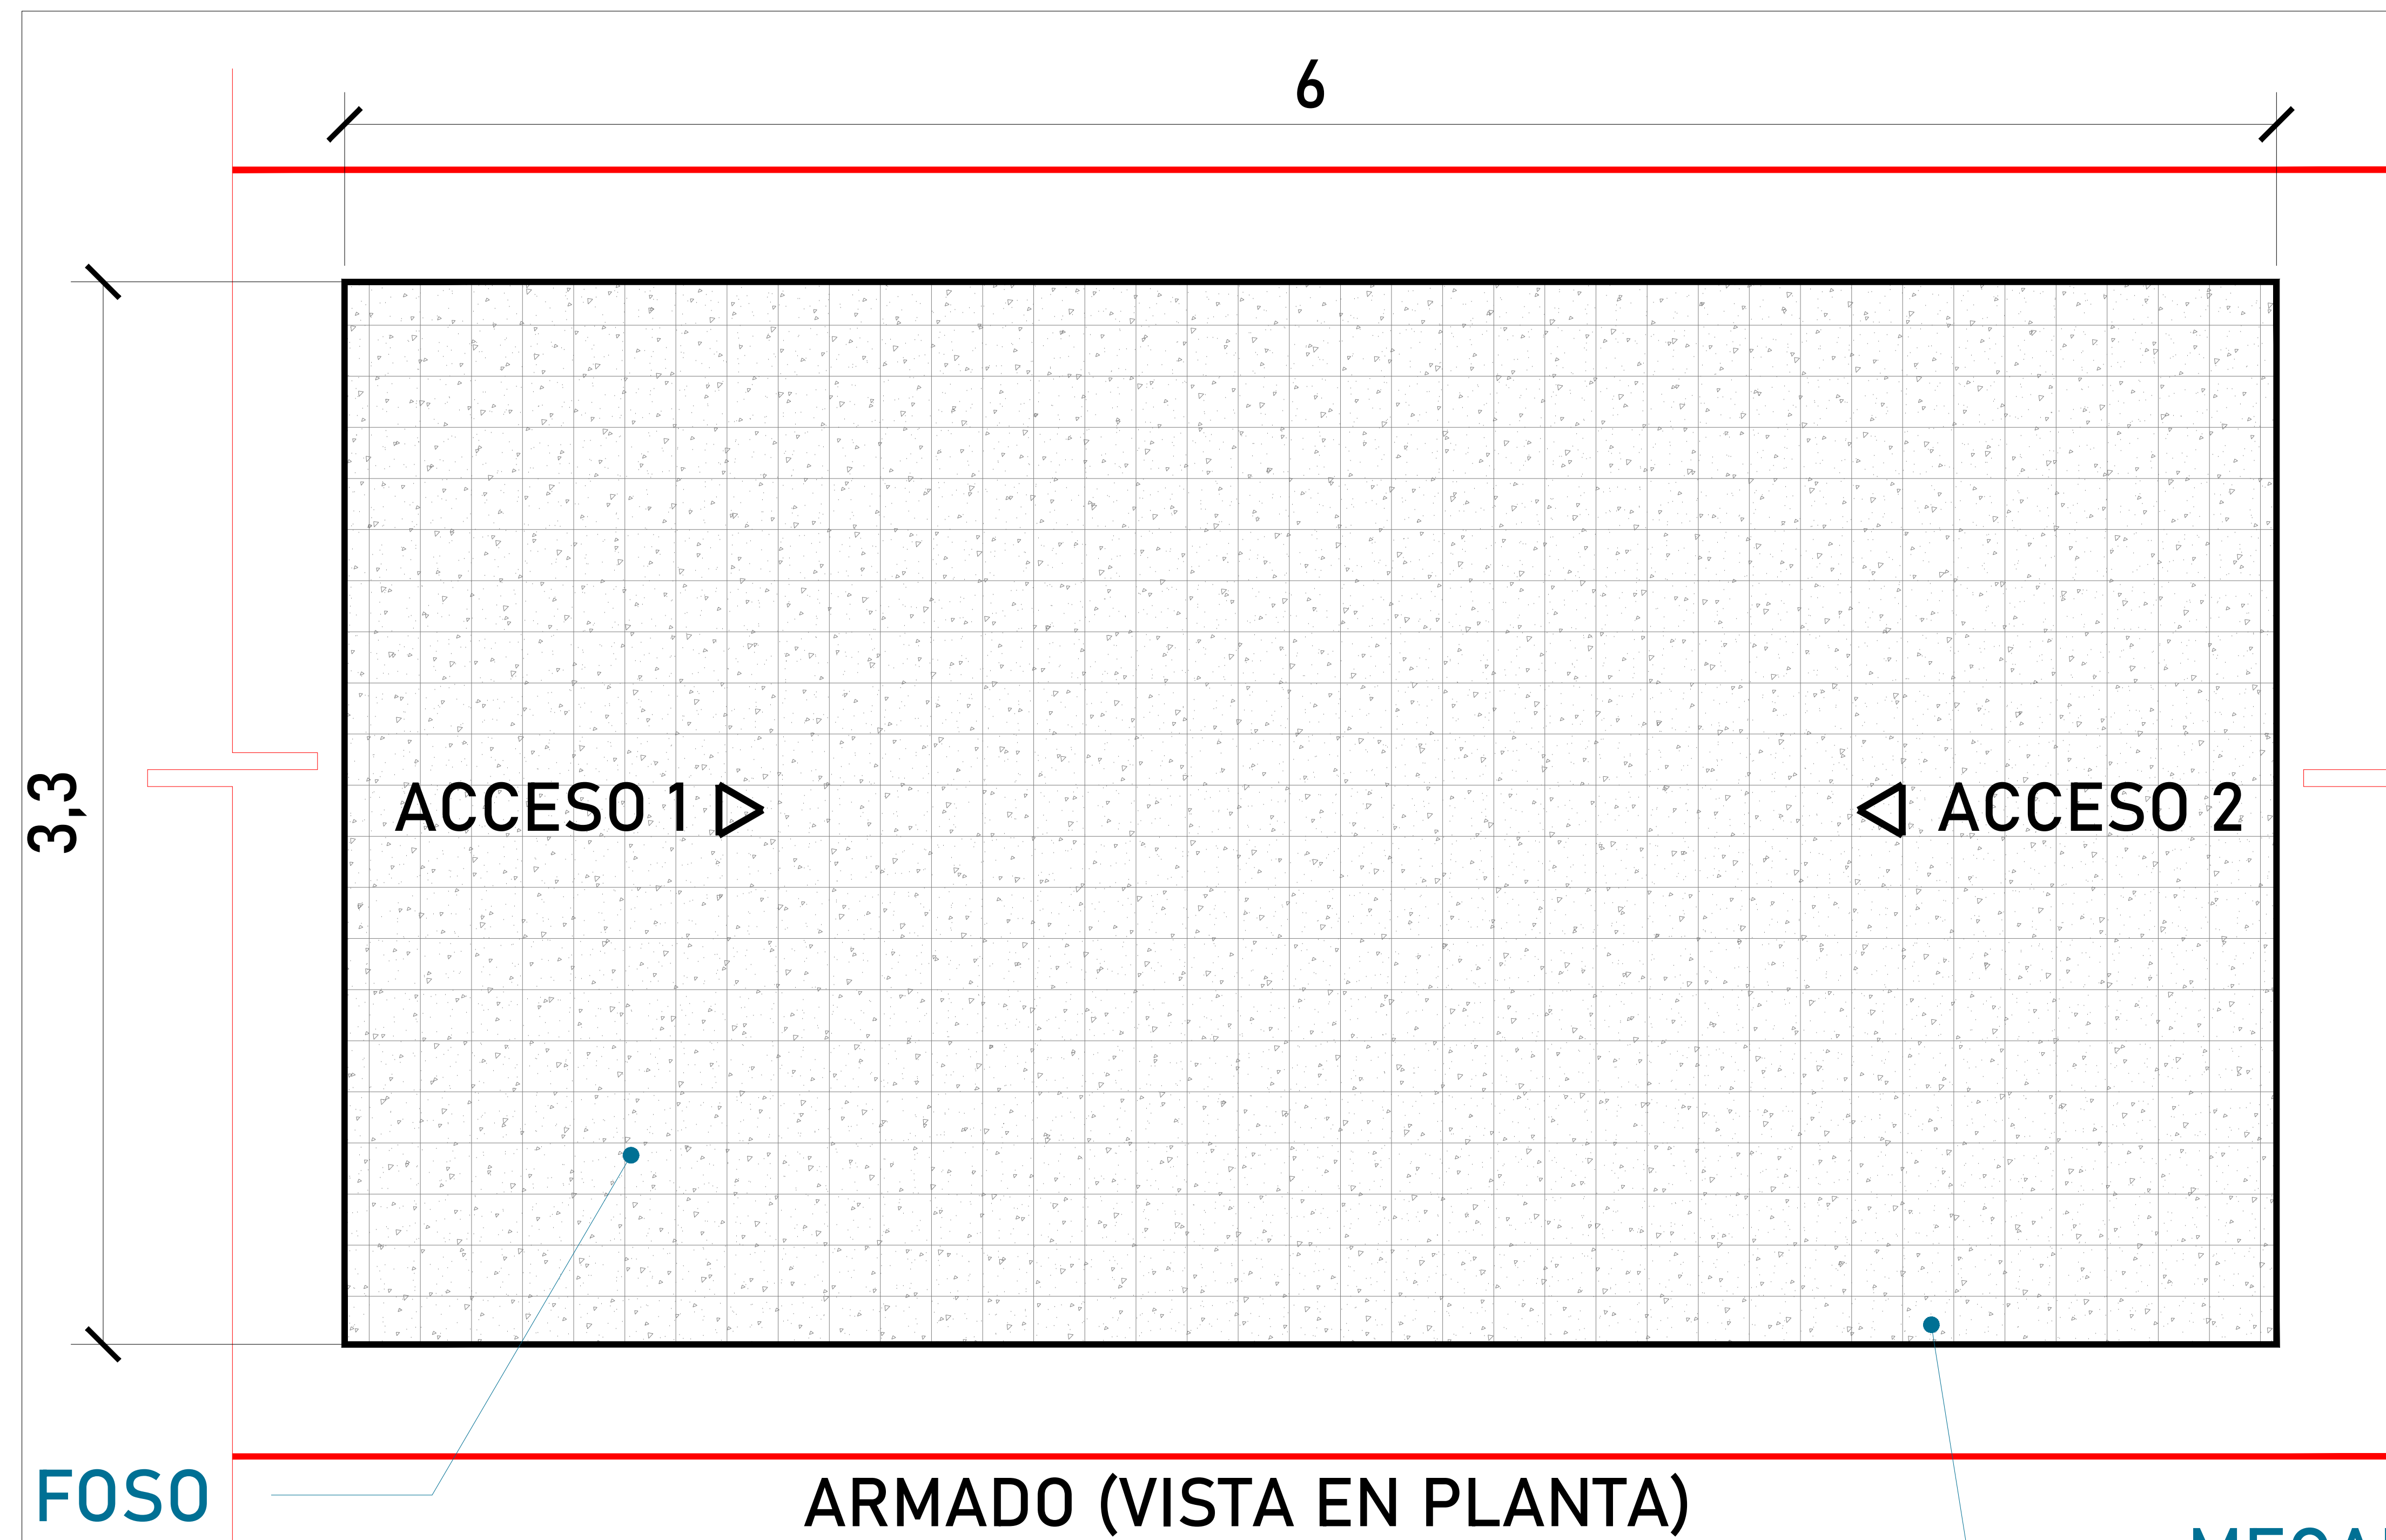 6
3,3
ACCESO 1
ACCESO 2
FOSO
ARMADO (VISTA EN PLANTA)